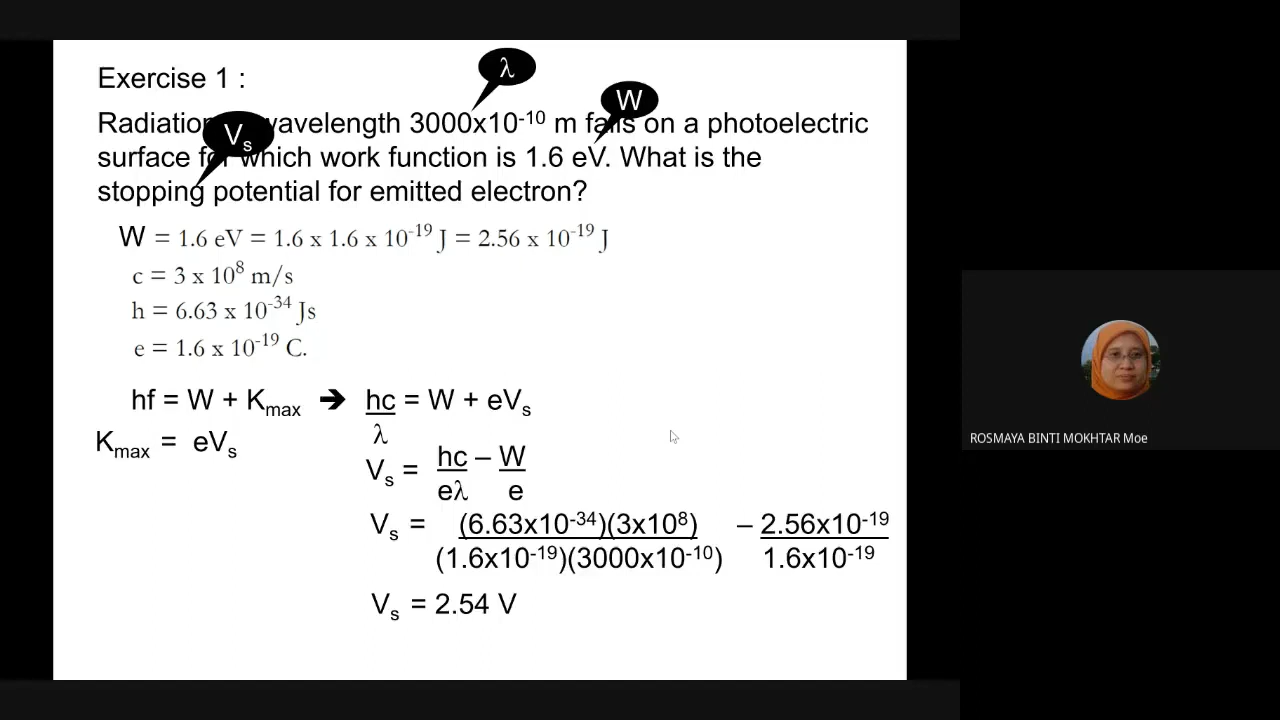 Exercise 1 :
λ
W
Radiation wavelength 3000x10⁻¹⁰ m falls on a photoelectric
Vₛ
surface for which work function is 1.6 eV. What is the
stopping potential for emitted electron?
W = 1.6 eV = 1.6 x 1.6 x 10⁻¹⁹ J = 2.56 x 10⁻¹⁹ J
c = 3 x 10⁸ m/s
h = 6.63 x 10⁻³⁴ Js
e = 1.6 x 10⁻¹⁹ C.
hf = W + Kmax ➔ hc = W + eVₛ
λ
Kmax = eVₛ
Vₛ = hc – W
eλ e
Vₛ = (6.63x10⁻³⁴)(3x10⁸) – 2.56x10⁻¹⁹
(1.6x10⁻¹⁹)(3000x10⁻¹⁰) 1.6x10⁻¹⁹
Vₛ = 2.54 V
ROSMAYA BINTI MOKHTAR Moe